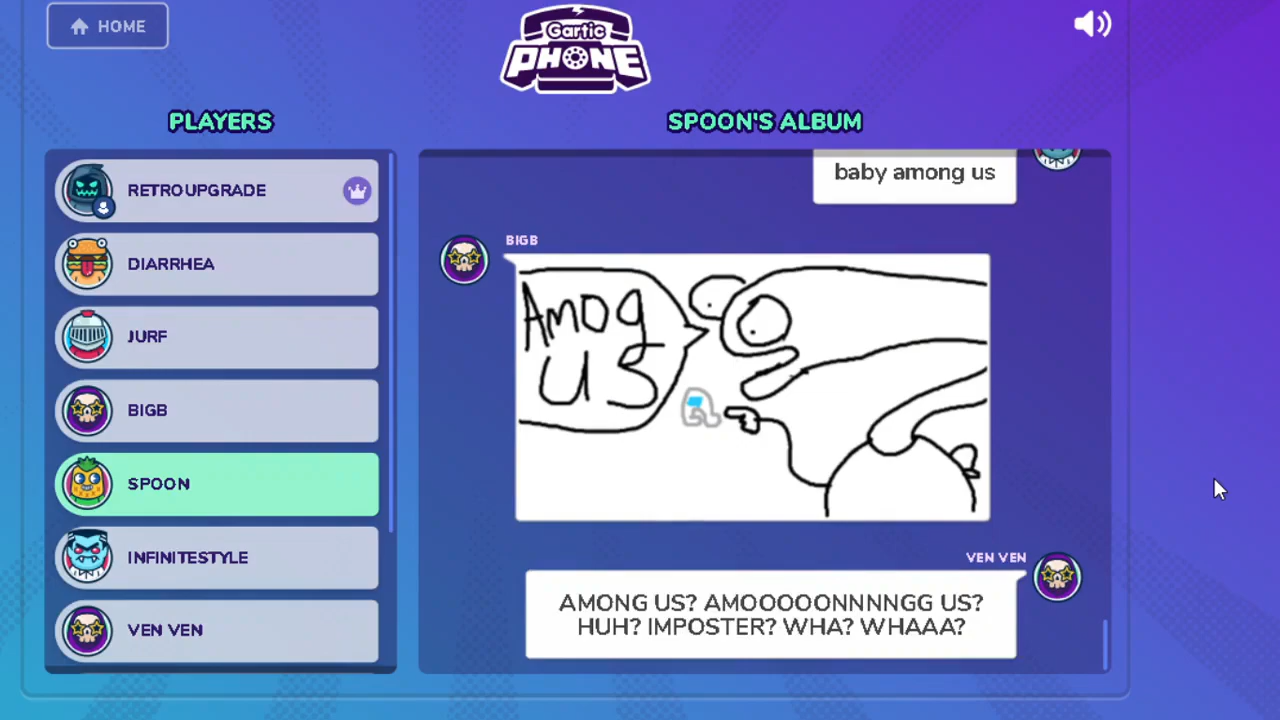 HOME
Gartic
PHONE
PLAYERS
RETROUPGRADE
DIARRHEA
JURF
BIGB
SPOON
INFINITESTYLE
VEN VEN
SPOON'S ALBUM
baby among us
BIGB
Amog
US
VEN VEN
AMONG US? AMOOOOONNNNGG US?
HUH? IMPOSTER? WHA? WHAAA?